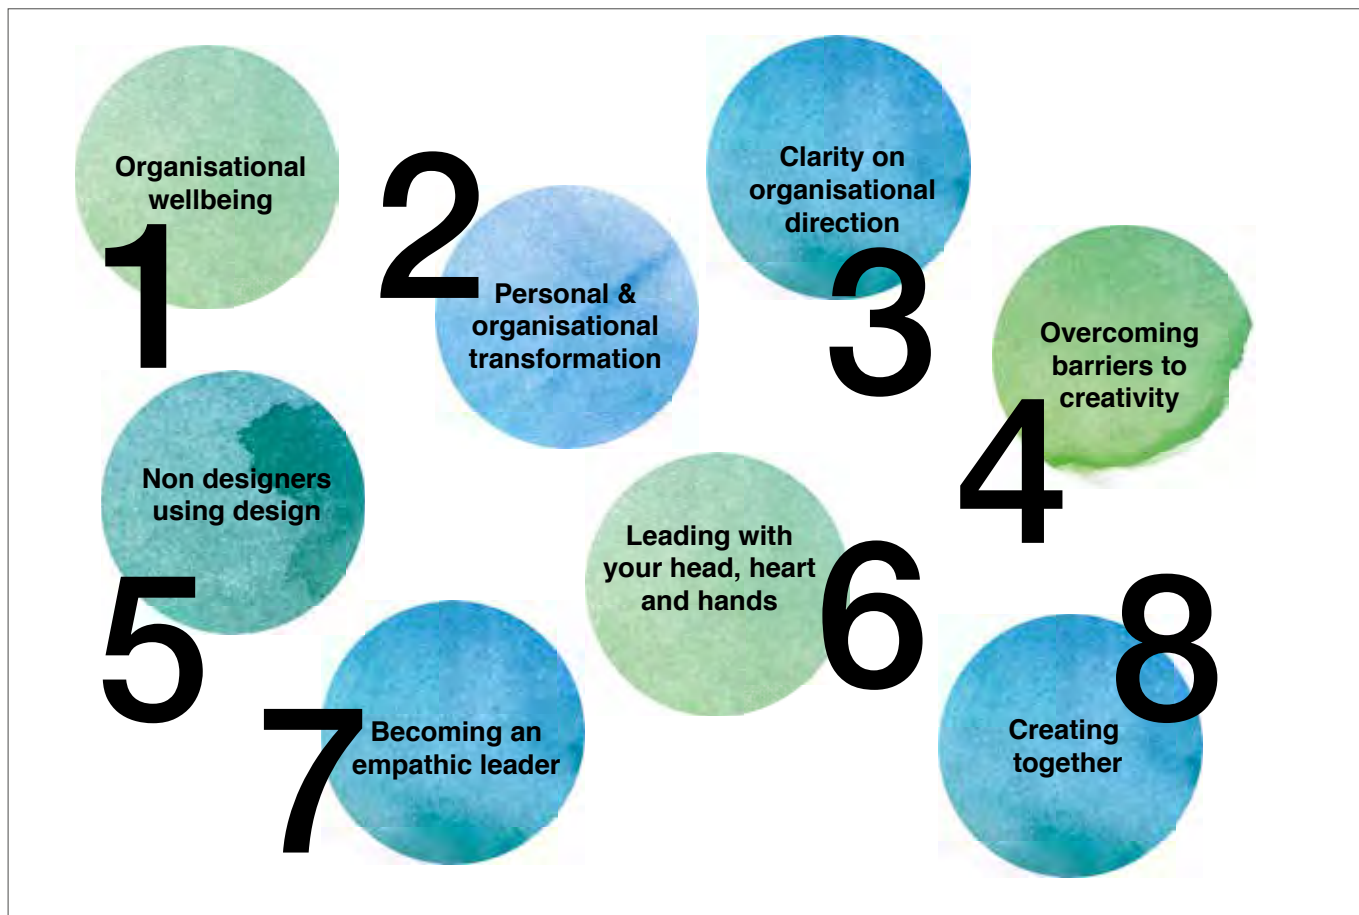 1
Organisational
wellbeing
2
Personal &
organisational
transformation
3
Clarity on
organisational
direction
4
Overcoming
barriers to
creativity
5
Non designers
using design
6
Leading with
your head, heart
and hands
7
Becoming an
empathic leader
8
Creating
together